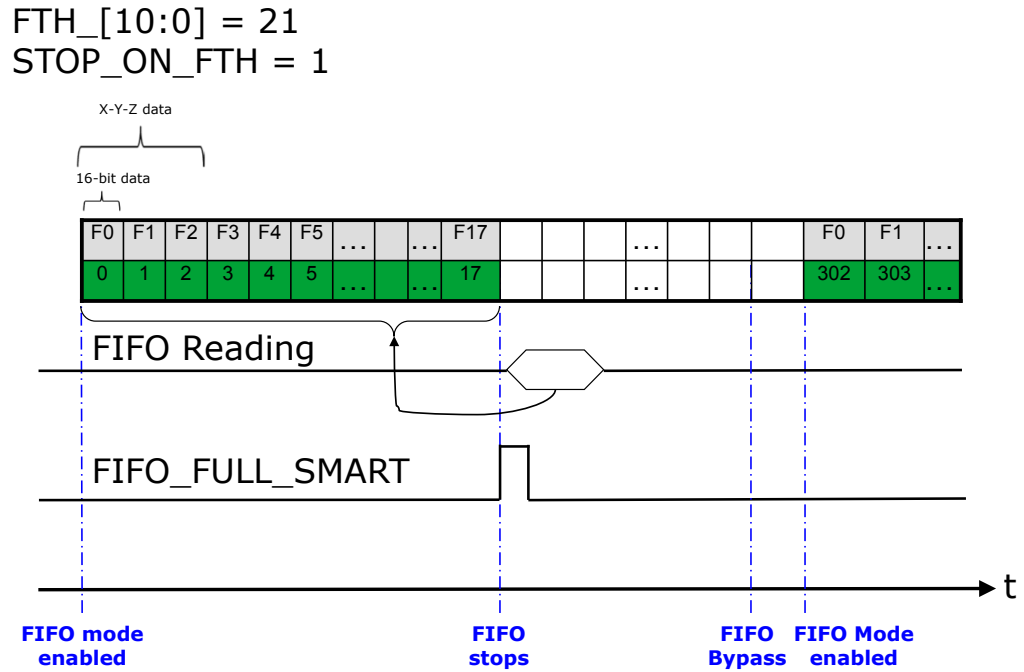 FTH_[10:0] = 21
STOP_ON_FTH = 1
X-Y-Z data
16-bit data
F0 F1 F2 F3 F4 F5 ... ... F17 ... F0 F1 ...
0 1 2 3 4 5 ... ... 17 ... 302 303 ...
FIFO Reading
FIFO_FULL_SMART
t
FIFO mode enabled
FIFO stops
FIFO Bypass
FIFO Mode enabled